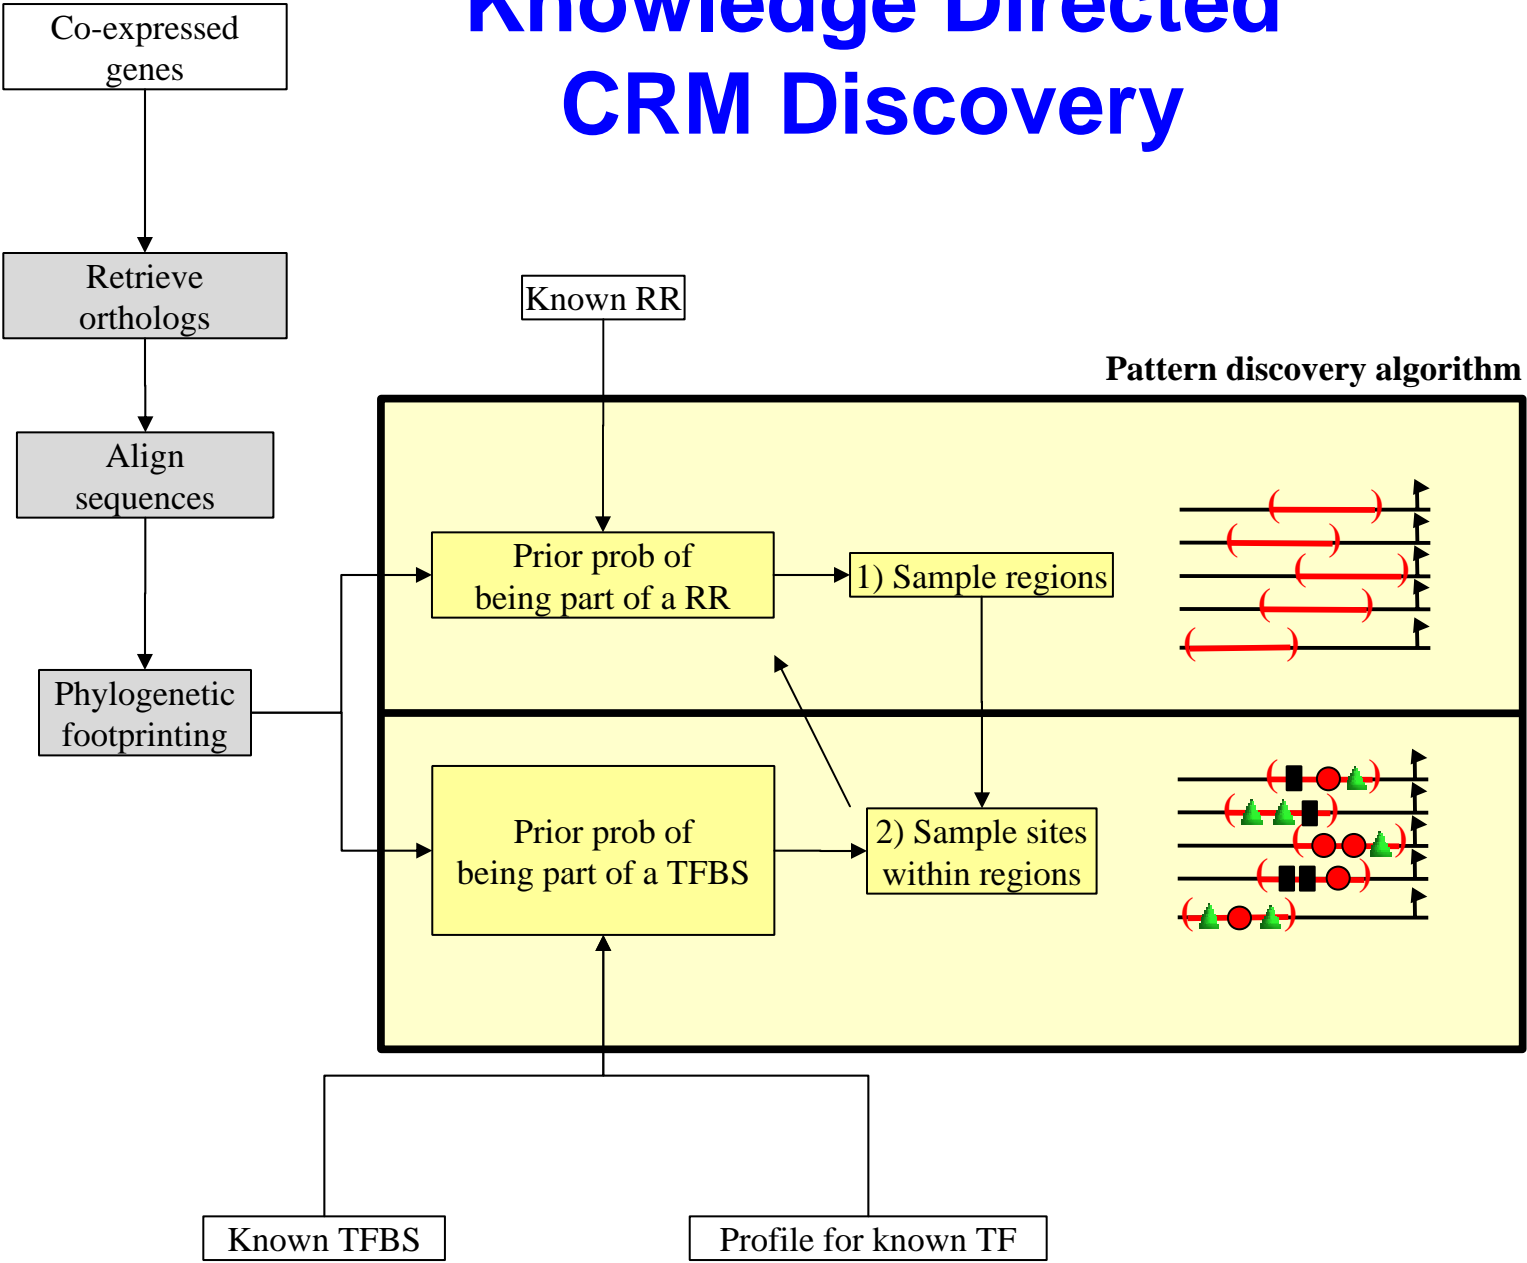 Knowledge Directed
CRM Discovery
Co-expressed
genes
Retrieve
orthologs
Align
sequences
Phylogenetic
footprinting
Known RR
Pattern discovery algorithm
Prior prob of
being part of a RR
1) Sample regions
Prior prob of
being part of a TFBS
2) Sample sites
within regions
Known TFBS
Profile for known TF